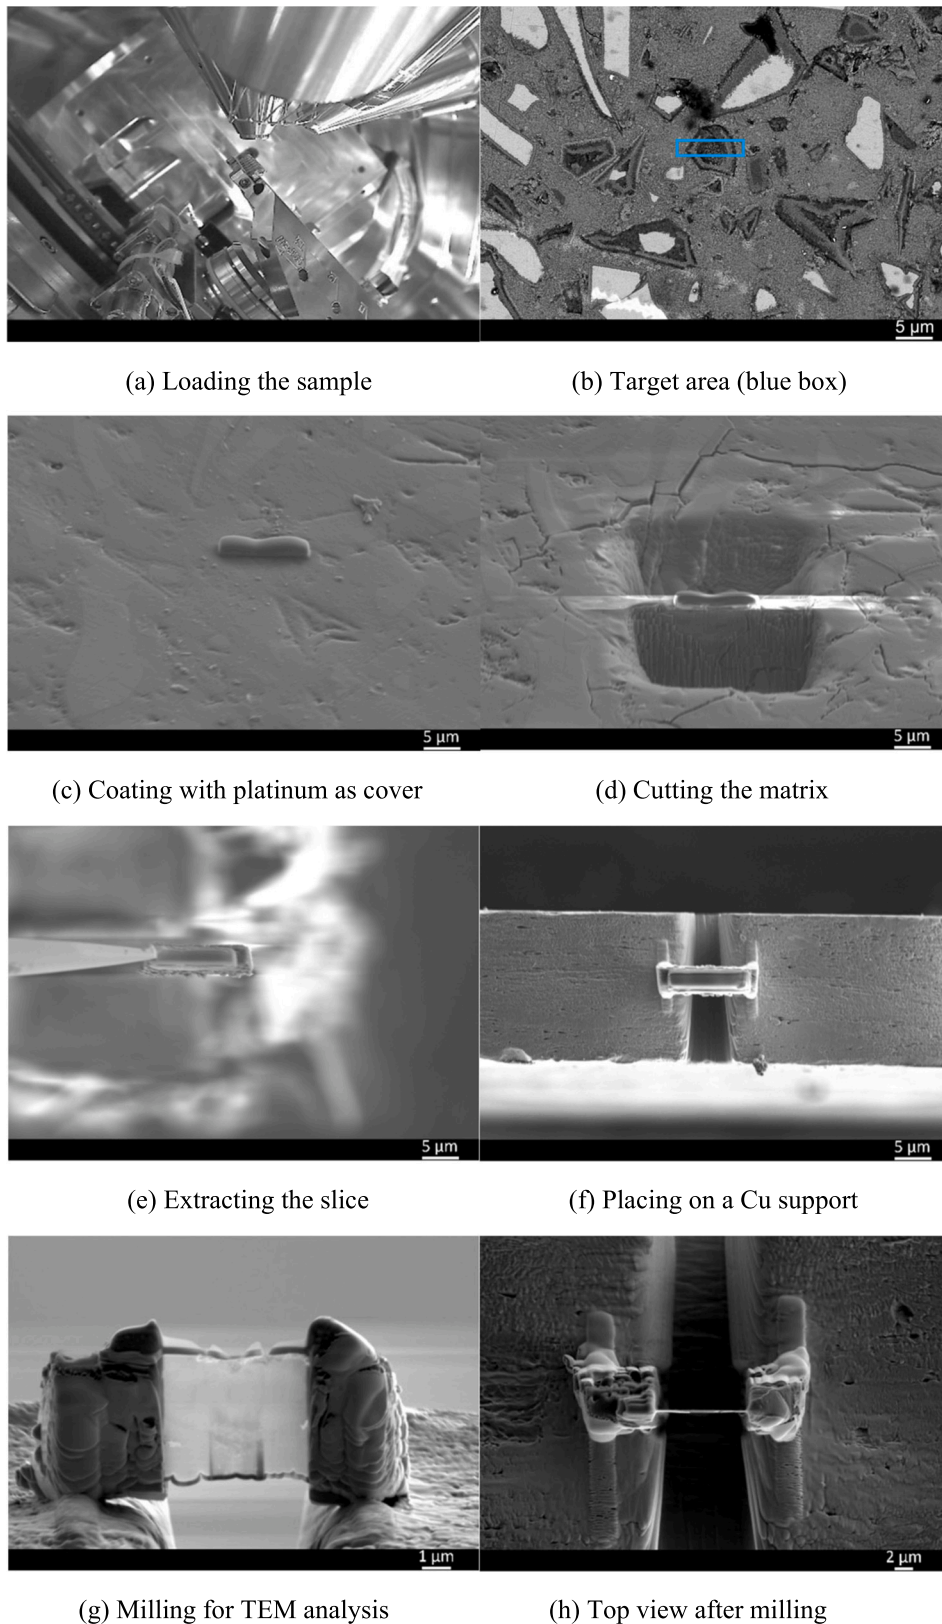 5 µm
(a) Loading the sample
(b) Target area (blue box)
5 µm
5 µm
(c) Coating with platinum as cover
(d) Cutting the matrix
5 µm
5 µm
(e) Extracting the slice
(f) Placing on a Cu support
1 µm
2 µm
(g) Milling for TEM analysis
(h) Top view after milling